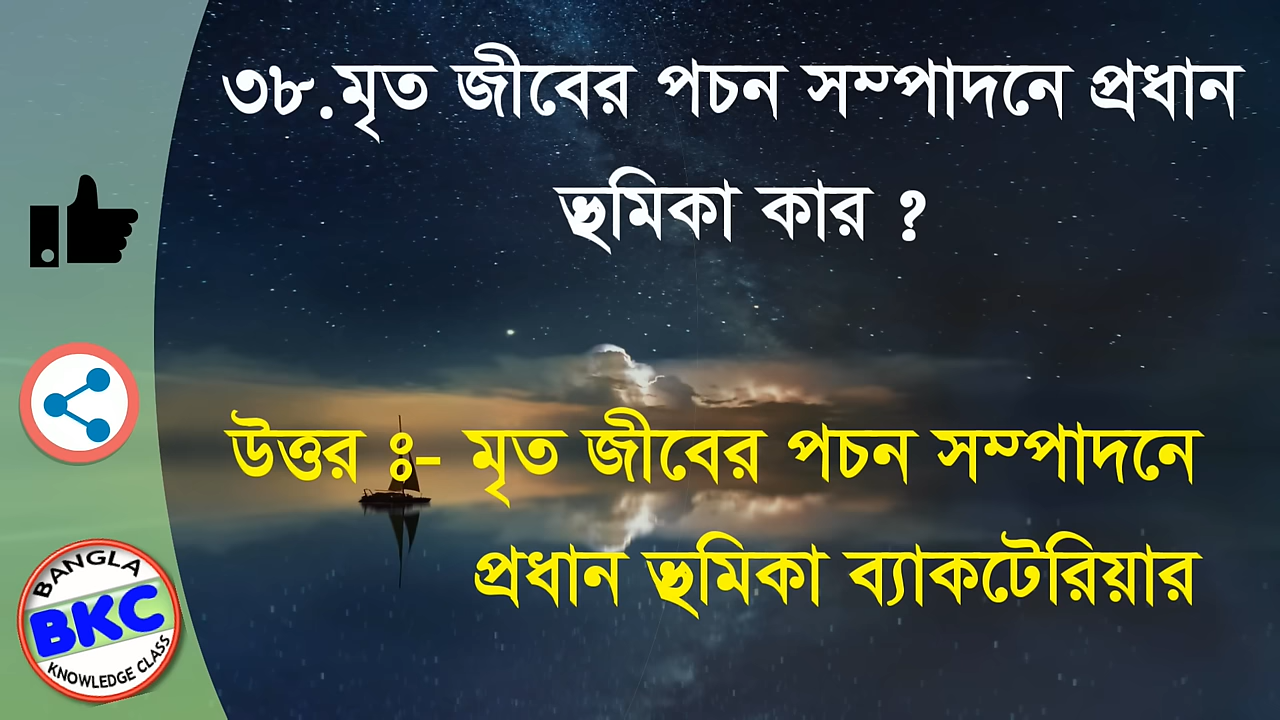 ৩৮.মৃত জীবের পচন সম্পাদনে প্রধান
ভূমিকা কার ?
উত্তর ঃ- মৃত জীবের পচন সম্পাদনে
প্রধান ভূমিকা ব্যাকটেরিয়ার
BANGLA
BKC
KNOWLEDGE CLASS